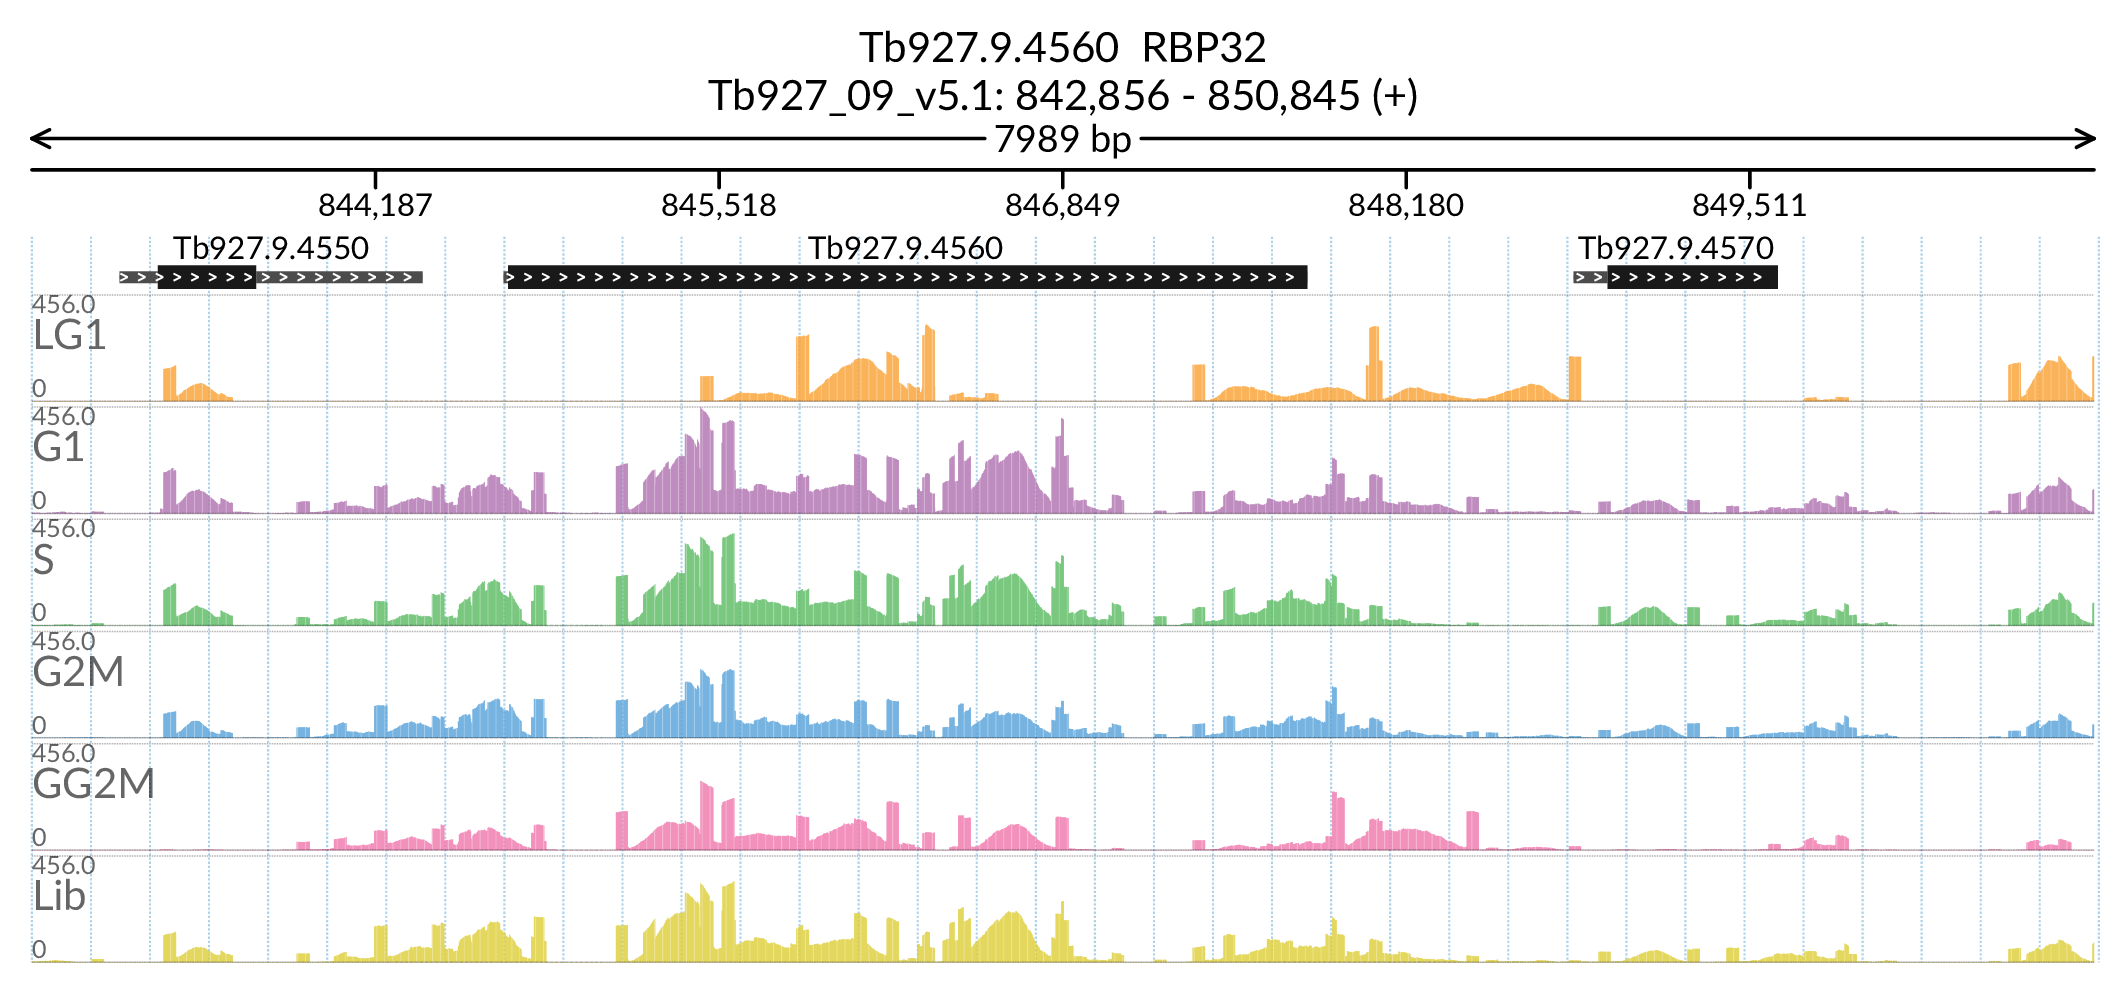 Tb927.9.4560  RBP32
Tb927_09_v5.1: 842,856 - 850,845 (+)
7989 bp
844,187 845,518 846,849 848,180 849,511
Tb927.9.4550 Tb927.9.4560 Tb927.9.4570
456.0
LG1
0
456.0
G1
0
456.0
S
0
456.0
G2M
0
456.0
GG2M
0
456.0
Lib
0